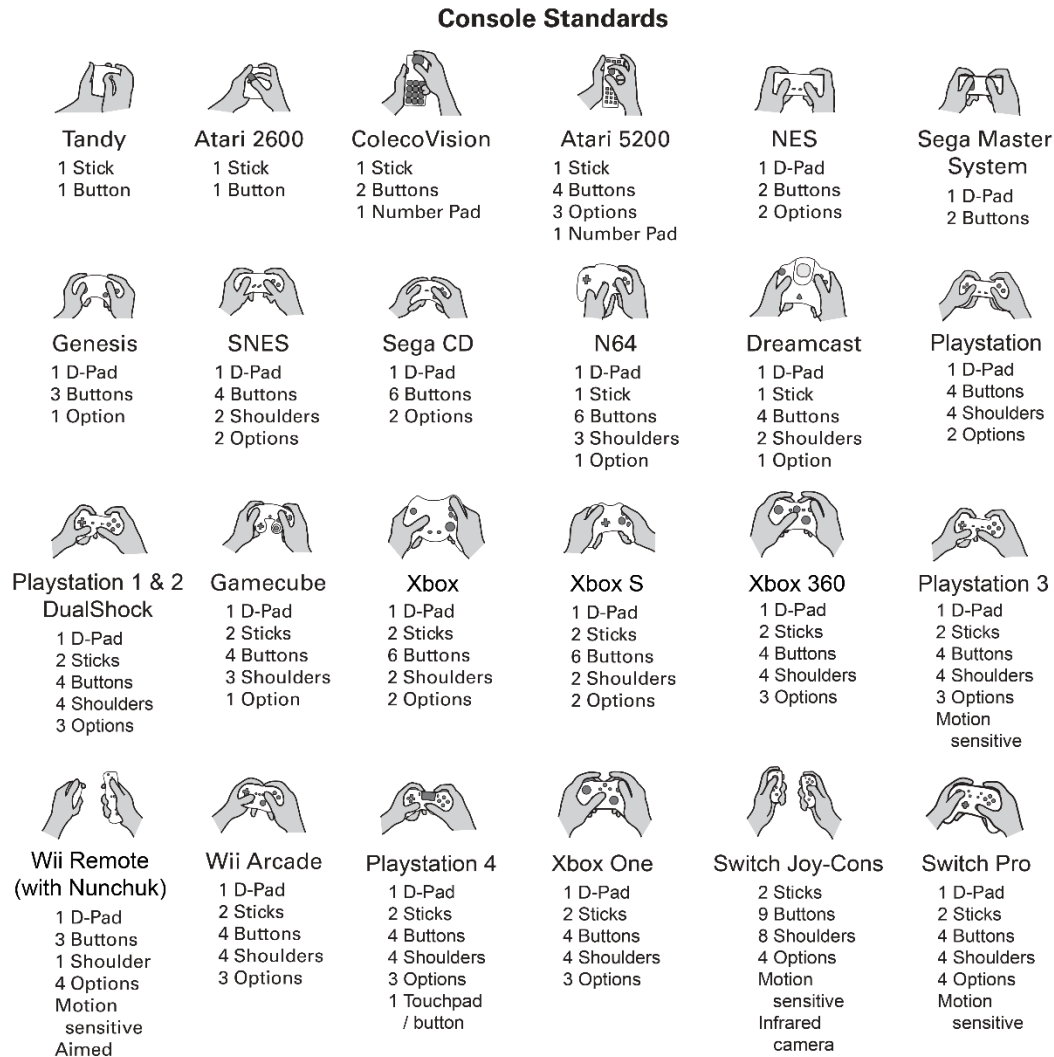 Console Standards
Tandy
1 Stick
1 Button
Atari 2600
1 Stick
1 Button
ColecoVision
1 Stick
2 Buttons
1 Number Pad
Atari 5200
1 Stick
4 Buttons
3 Options
1 Number Pad
NES
1 D-Pad
2 Buttons
2 Options
Sega Master
System
1 D-Pad
2 Buttons
Genesis
1 D-Pad
3 Buttons
1 Option
SNES
1 D-Pad
4 Buttons
2 Shoulders
2 Options
Sega CD
1 D-Pad
6 Buttons
2 Options
N64
1 D-Pad
1 Stick
6 Buttons
3 Shoulders
1 Option
Dreamcast
1 D-Pad
1 Stick
4 Buttons
2 Shoulders
1 Option
Playstation
1 D-Pad
4 Buttons
4 Shoulders
2 Options
Playstation 1 & 2
DualShock
1 D-Pad
2 Sticks
4 Buttons
4 Shoulders
3 Options
Gamecube
1 D-Pad
2 Sticks
4 Buttons
3 Shoulders
1 Option
Xbox
1 D-Pad
2 Sticks
6 Buttons
2 Shoulders
2 Options
Xbox S
1 D-Pad
2 Sticks
6 Buttons
2 Shoulders
2 Options
Xbox 360
1 D-Pad
2 Sticks
4 Buttons
4 Shoulders
3 Options
Playstation 3
1 D-Pad
2 Sticks
4 Buttons
4 Shoulders
3 Options
Motion
sensitive
Wii Remote
(with Nunchuk)
1 D-Pad
3 Buttons
1 Shoulder
4 Options
Motion
sensitive
Aimed
Wii Arcade
1 D-Pad
2 Sticks
4 Buttons
4 Shoulders
3 Options
Playstation 4
1 D-Pad
2 Sticks
4 Buttons
4 Shoulders
3 Options
1 Touchpad
/ button
Xbox One
1 D-Pad
2 Sticks
4 Buttons
4 Shoulders
3 Options
Switch Joy-Cons
2 Sticks
9 Buttons
8 Shoulders
4 Options
Motion
sensitive
Infrared
camera
Switch Pro
1 D-Pad
2 Sticks
4 Buttons
4 Shoulders
4 Options
Motion
sensitive